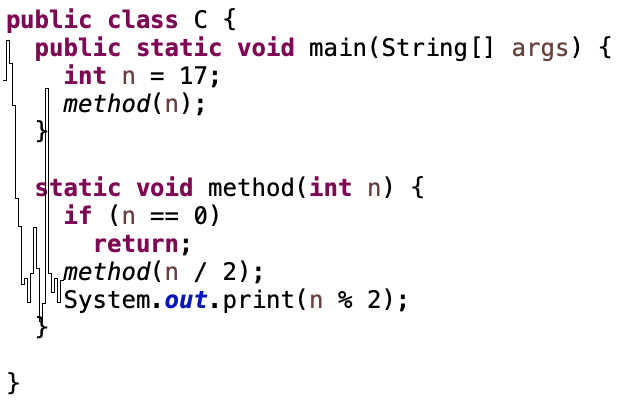 public class C {
  public static void main(String[] args) {
    int n = 17;
    method(n);
  }

  static void method(int n) {
    if (n == 0)
      return;
    method(n / 2);
    System.out.print(n % 2);
  }

}